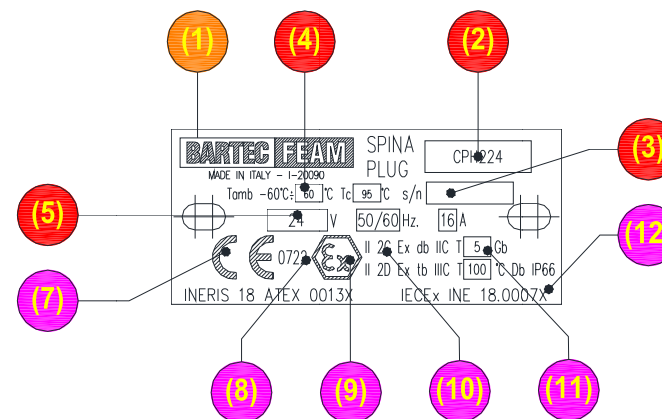 (1) (4) (2)
BARTEC FEAM SPINA PLUG CPH224
MADE IN ITALY - I-20090
(3)
Tamb -60°C÷ 60 °C Tc 95 °C s/n
(5) 24 V 50/60 Hz. 16 A
(12)
CE 0722 Ex II 2G Ex db IIC T 5 Gb
II 2D Ex tb IIIC T 100 °C Db IP66
(7)
INERIS 18 ATEX 0013X IECEx INE 18.0007X
(8) (9) (10) (11)